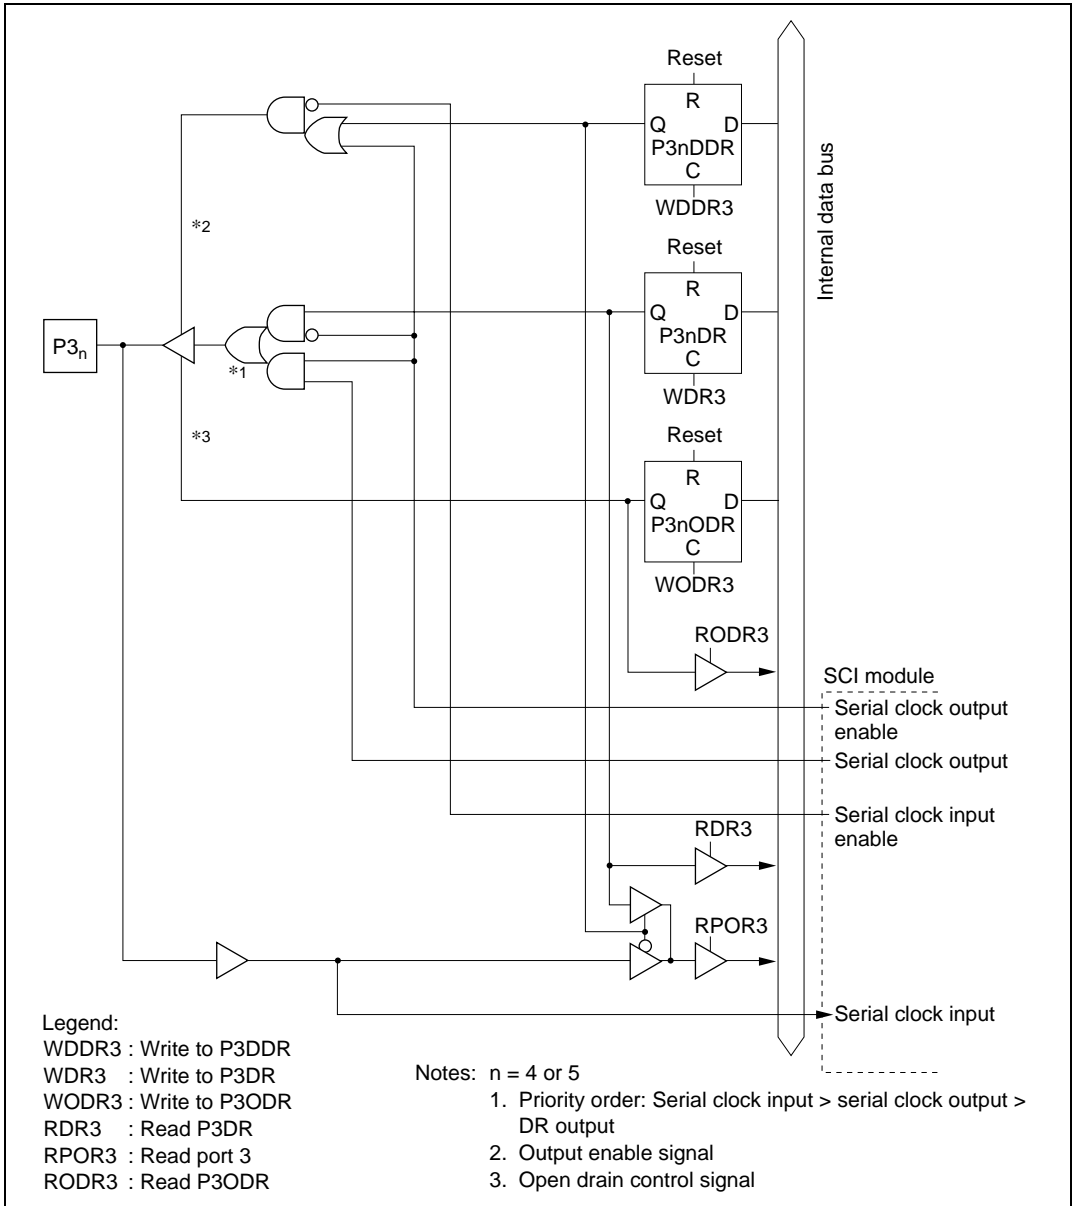 Reset
R
Q D
P3nDDR
C
WDDR3
Internal data bus
*2
Reset
R
Q D
P3nDR
C
WDR3
P3n
*1
*3
Reset
R
Q D
P3nODR
C
WODR3
RODR3
SCI module
Serial clock output
enable
Serial clock output
Serial clock input
enable
RDR3
RPOR3
Serial clock input
Legend:
WDDR3 : Write to P3DDR
WDR3 : Write to P3DR
WODR3 : Write to P3ODR
RDR3 : Read P3DR
RPOR3 : Read port 3
RODR3 : Read P3ODR
Notes: n = 4 or 5
1. Priority order: Serial clock input > serial clock output >
DR output
2. Output enable signal
3. Open drain control signal